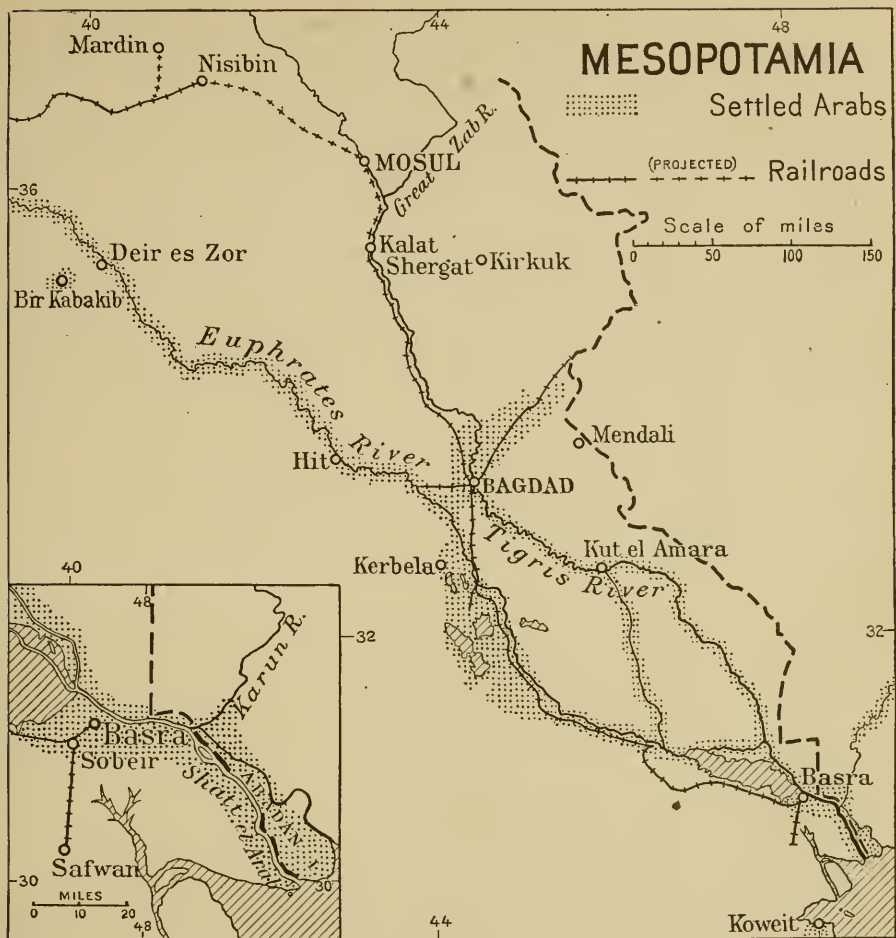 40
44
48
MESOPOTAMIA
Settled Arabs
(PROJECTED)
Railroads
Scale of miles
0 50 100 150
Mardin
Nisibin
MOSUL
Great Zab R.
36
Deir es Zor
Kalat
Shergat
Kirkuk
Bir Kabakib
Euphrates River
Mendali
Hit
BAGDAD
Tigris River
Kut el Amara
Kerbela
32
32
Basra
44
Koweit
40
48
Karun R.
Basra
Sobeir
Shatt el Arab
ABADAN I.
Safwan
30
30
MILES
0 10 20
48